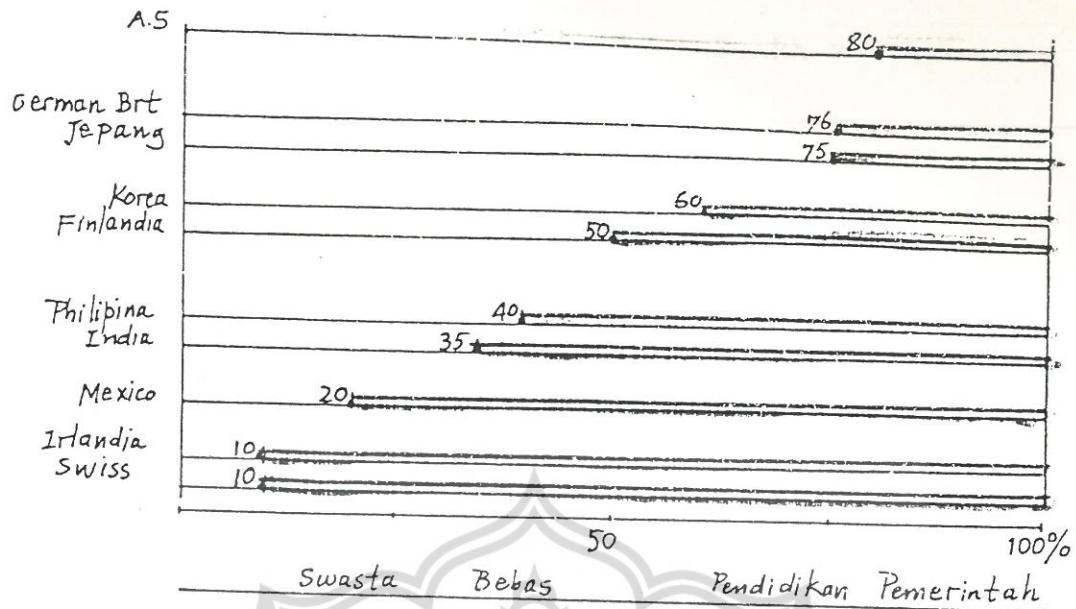 A.S 80
German Brt 76
Jepang 75
Korea 60
Finlandia 50
Philipina 40
India 35
Mexico 20
Irlandia 10
Swiss 10
50 100%
Swasta Bebas Pendidikan Pemerintah